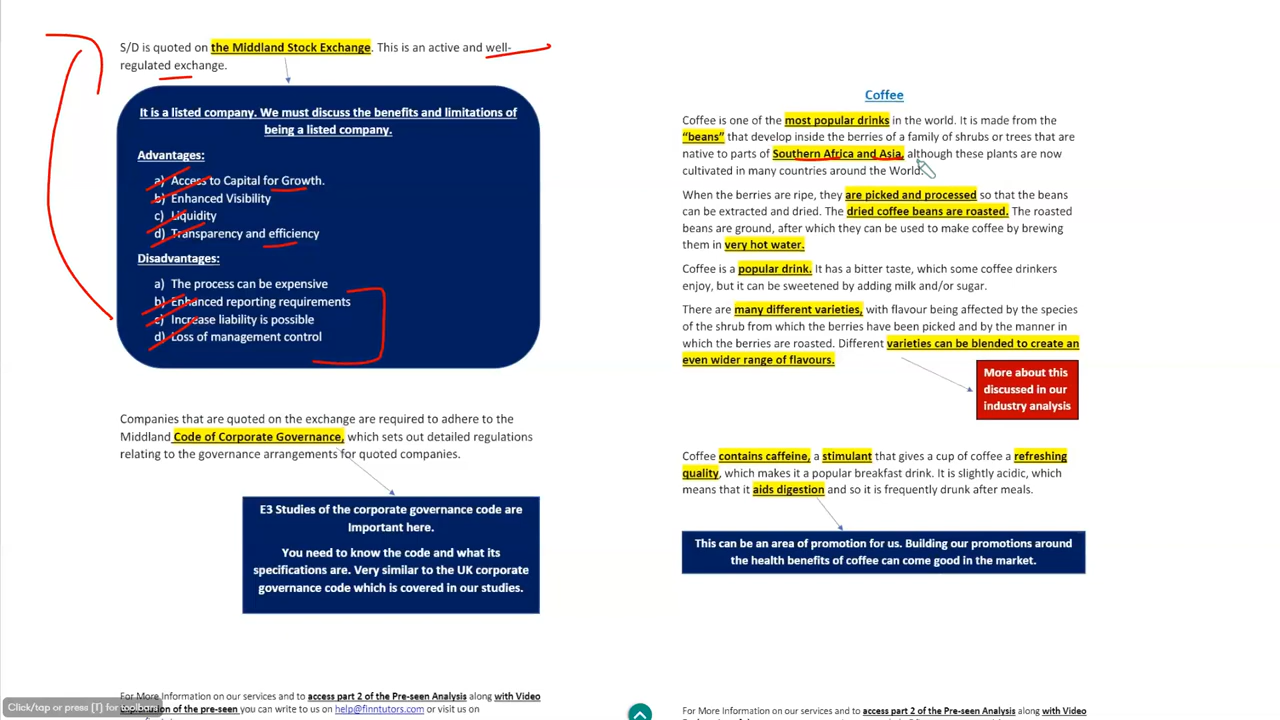 S/D is quoted on the Middland Stock Exchange. This is an active and well-
regulated exchange.
It is a listed company. We must discuss the benefits and limitations of
being a listed company.
Advantages:
a) Access to Capital for Growth.
b) Enhanced Visibility
c) Liquidity
d) Transparency and efficiency
Disadvantages:
a) The process can be expensive
b) Enhanced reporting requirements
c) Increase liability is possible
d) Loss of management control
Companies that are quoted on the exchange are required to adhere to the
Middland Code of Corporate Governance, which sets out detailed regulations
relating to the governance arrangements for quoted companies.
E3 Studies of the corporate governance code are
Important here.
You need to know the code and what its
specifications are. Very similar to the UK corporate
governance code which is covered in our studies.
For More Information on our services and to access part 2 of the Pre-seen Analysis along with Video
explanation of the pre-seen you can write to us on help@finntutors.com or visit us on
Click/tap or press [1] for toolbars
Coffee
Coffee is one of the most popular drinks in the world. It is made from the
“beans” that develop inside the berries of a family of shrubs or trees that are
native to parts of Southern Africa and Asia, although these plants are now
cultivated in many countries around the World.
When the berries are ripe, they are picked and processed so that the beans
can be extracted and dried. The dried coffee beans are roasted. The roasted
beans are ground, after which they can be used to make coffee by brewing
them in very hot water.
Coffee is a popular drink. It has a bitter taste, which some coffee drinkers
enjoy, but it can be sweetened by adding milk and/or sugar.
There are many different varieties, with flavour being affected by the species
of the shrub from which the berries have been picked and by the manner in
which the berries are roasted. Different varieties can be blended to create an
even wider range of flavours.
More about this
discussed in our
industry analysis
Coffee contains caffeine, a stimulant that gives a cup of coffee a refreshing
quality, which makes it a popular breakfast drink. It is slightly acidic, which
means that it aids digestion and so it is frequently drunk after meals.
This can be an area of promotion for us. Building our promotions around
the health benefits of coffee can come good in the market.
For More Information on our services and to access part 2 of the Pre-seen Analysis along with Video